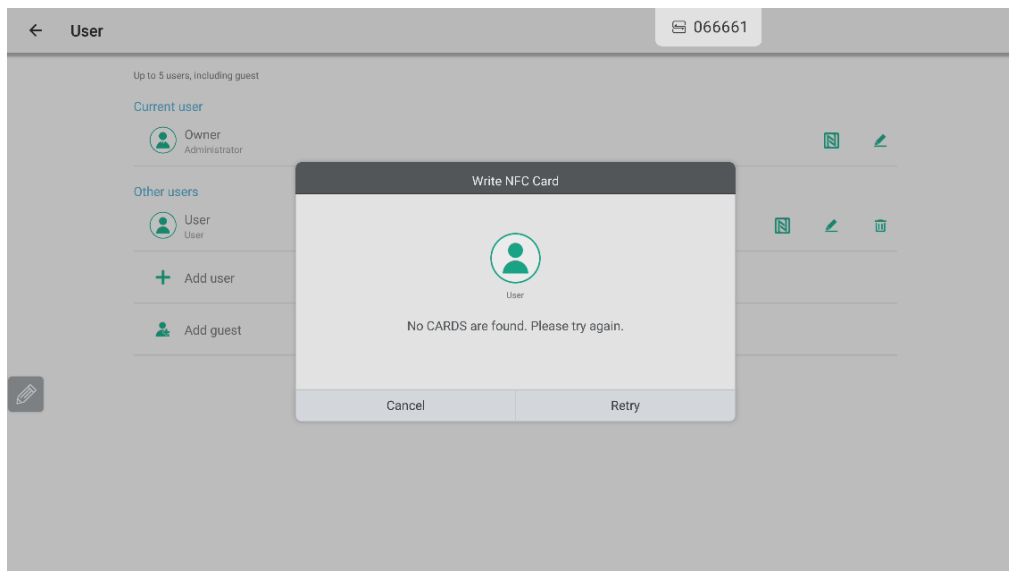 User
066661
Up to 5 users, including guest
Current user
Owner
Administrator
Other users
User
User
Add user
Add guest
Write NFC Card
User
No CARDS are found. Please try again.
Cancel
Retry